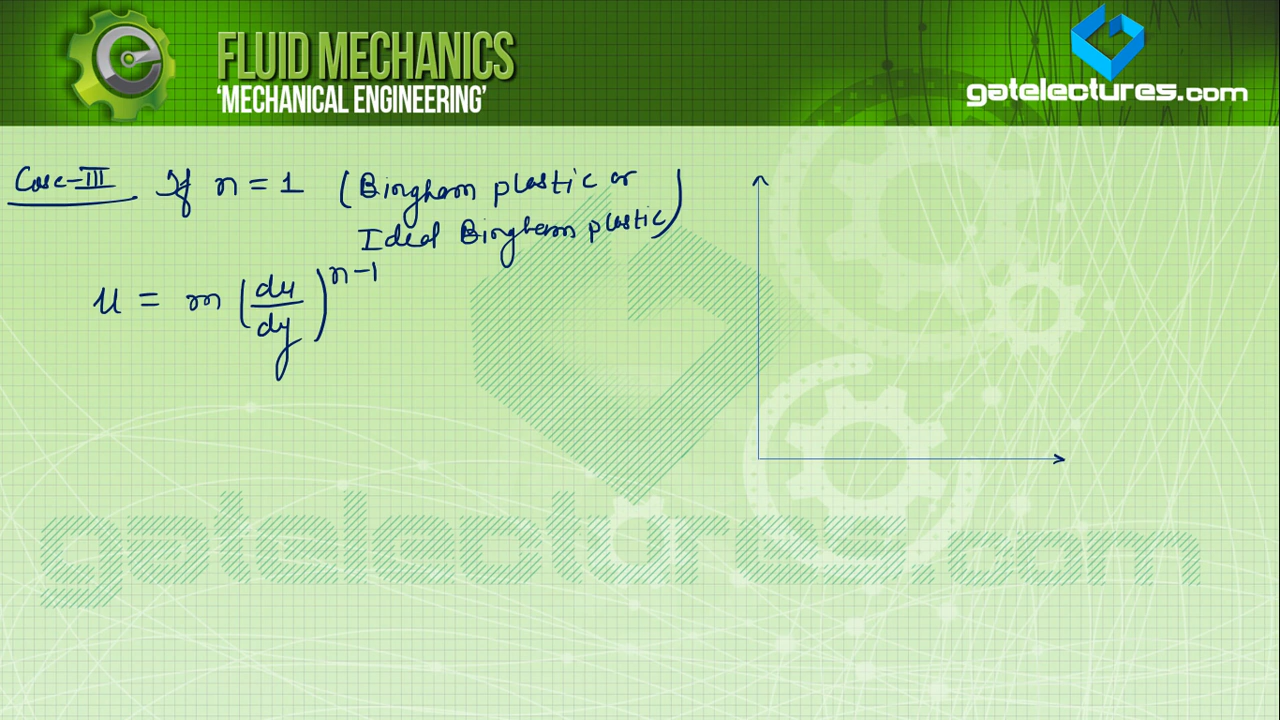 FLUID MECHANICS
'MECHANICAL ENGINEERING'
gatelectures.com
Case-III If n = 1 (Bingham plastic or
Ideal Bingham plastic)
μ = m (du/dy)^n-1
gatelectures.com